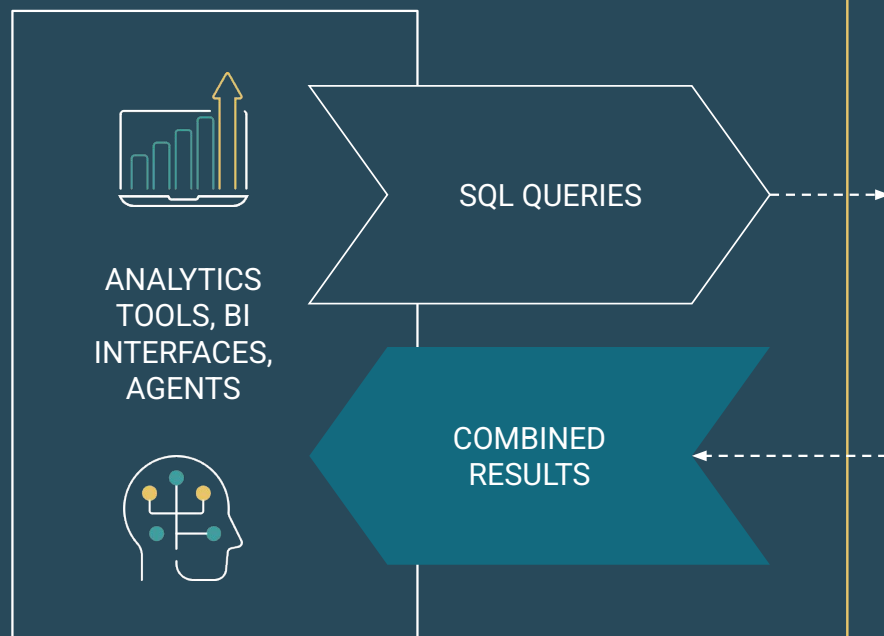 ANALYTICS
TOOLS, BI
INTERFACES,
AGENTS
SQL QUERIES
COMBINED
RESULTS